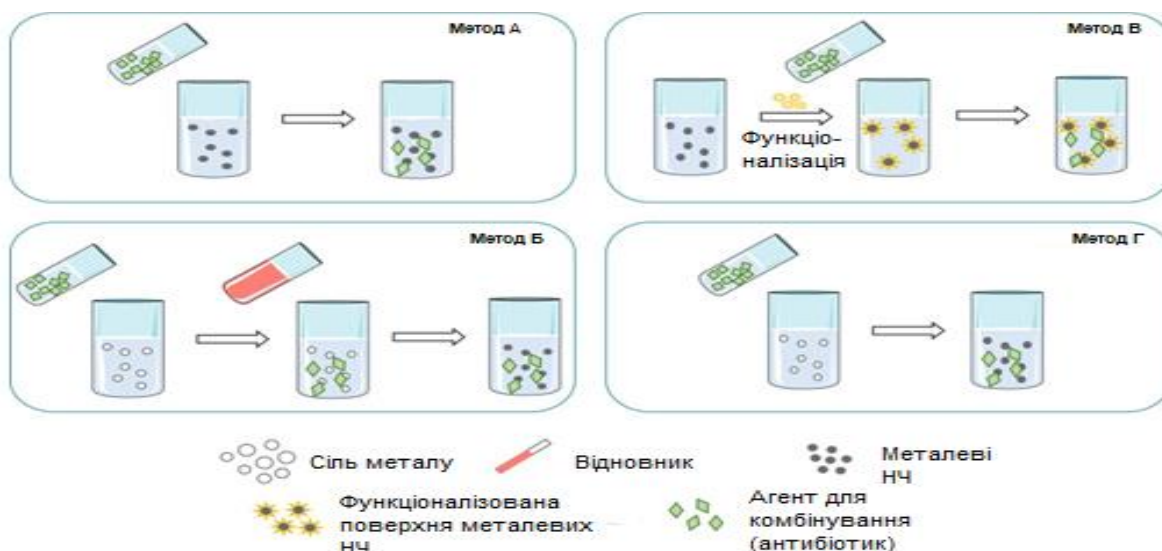 Метод А
Метод В
Функціо-
налізація
Метод Б
Метод Г
Сіль металу
Відновник
Металеві
НЧ
Функціоналізована
поверхня металевих
НЧ
Агент для
комбінування
(антибіотик)